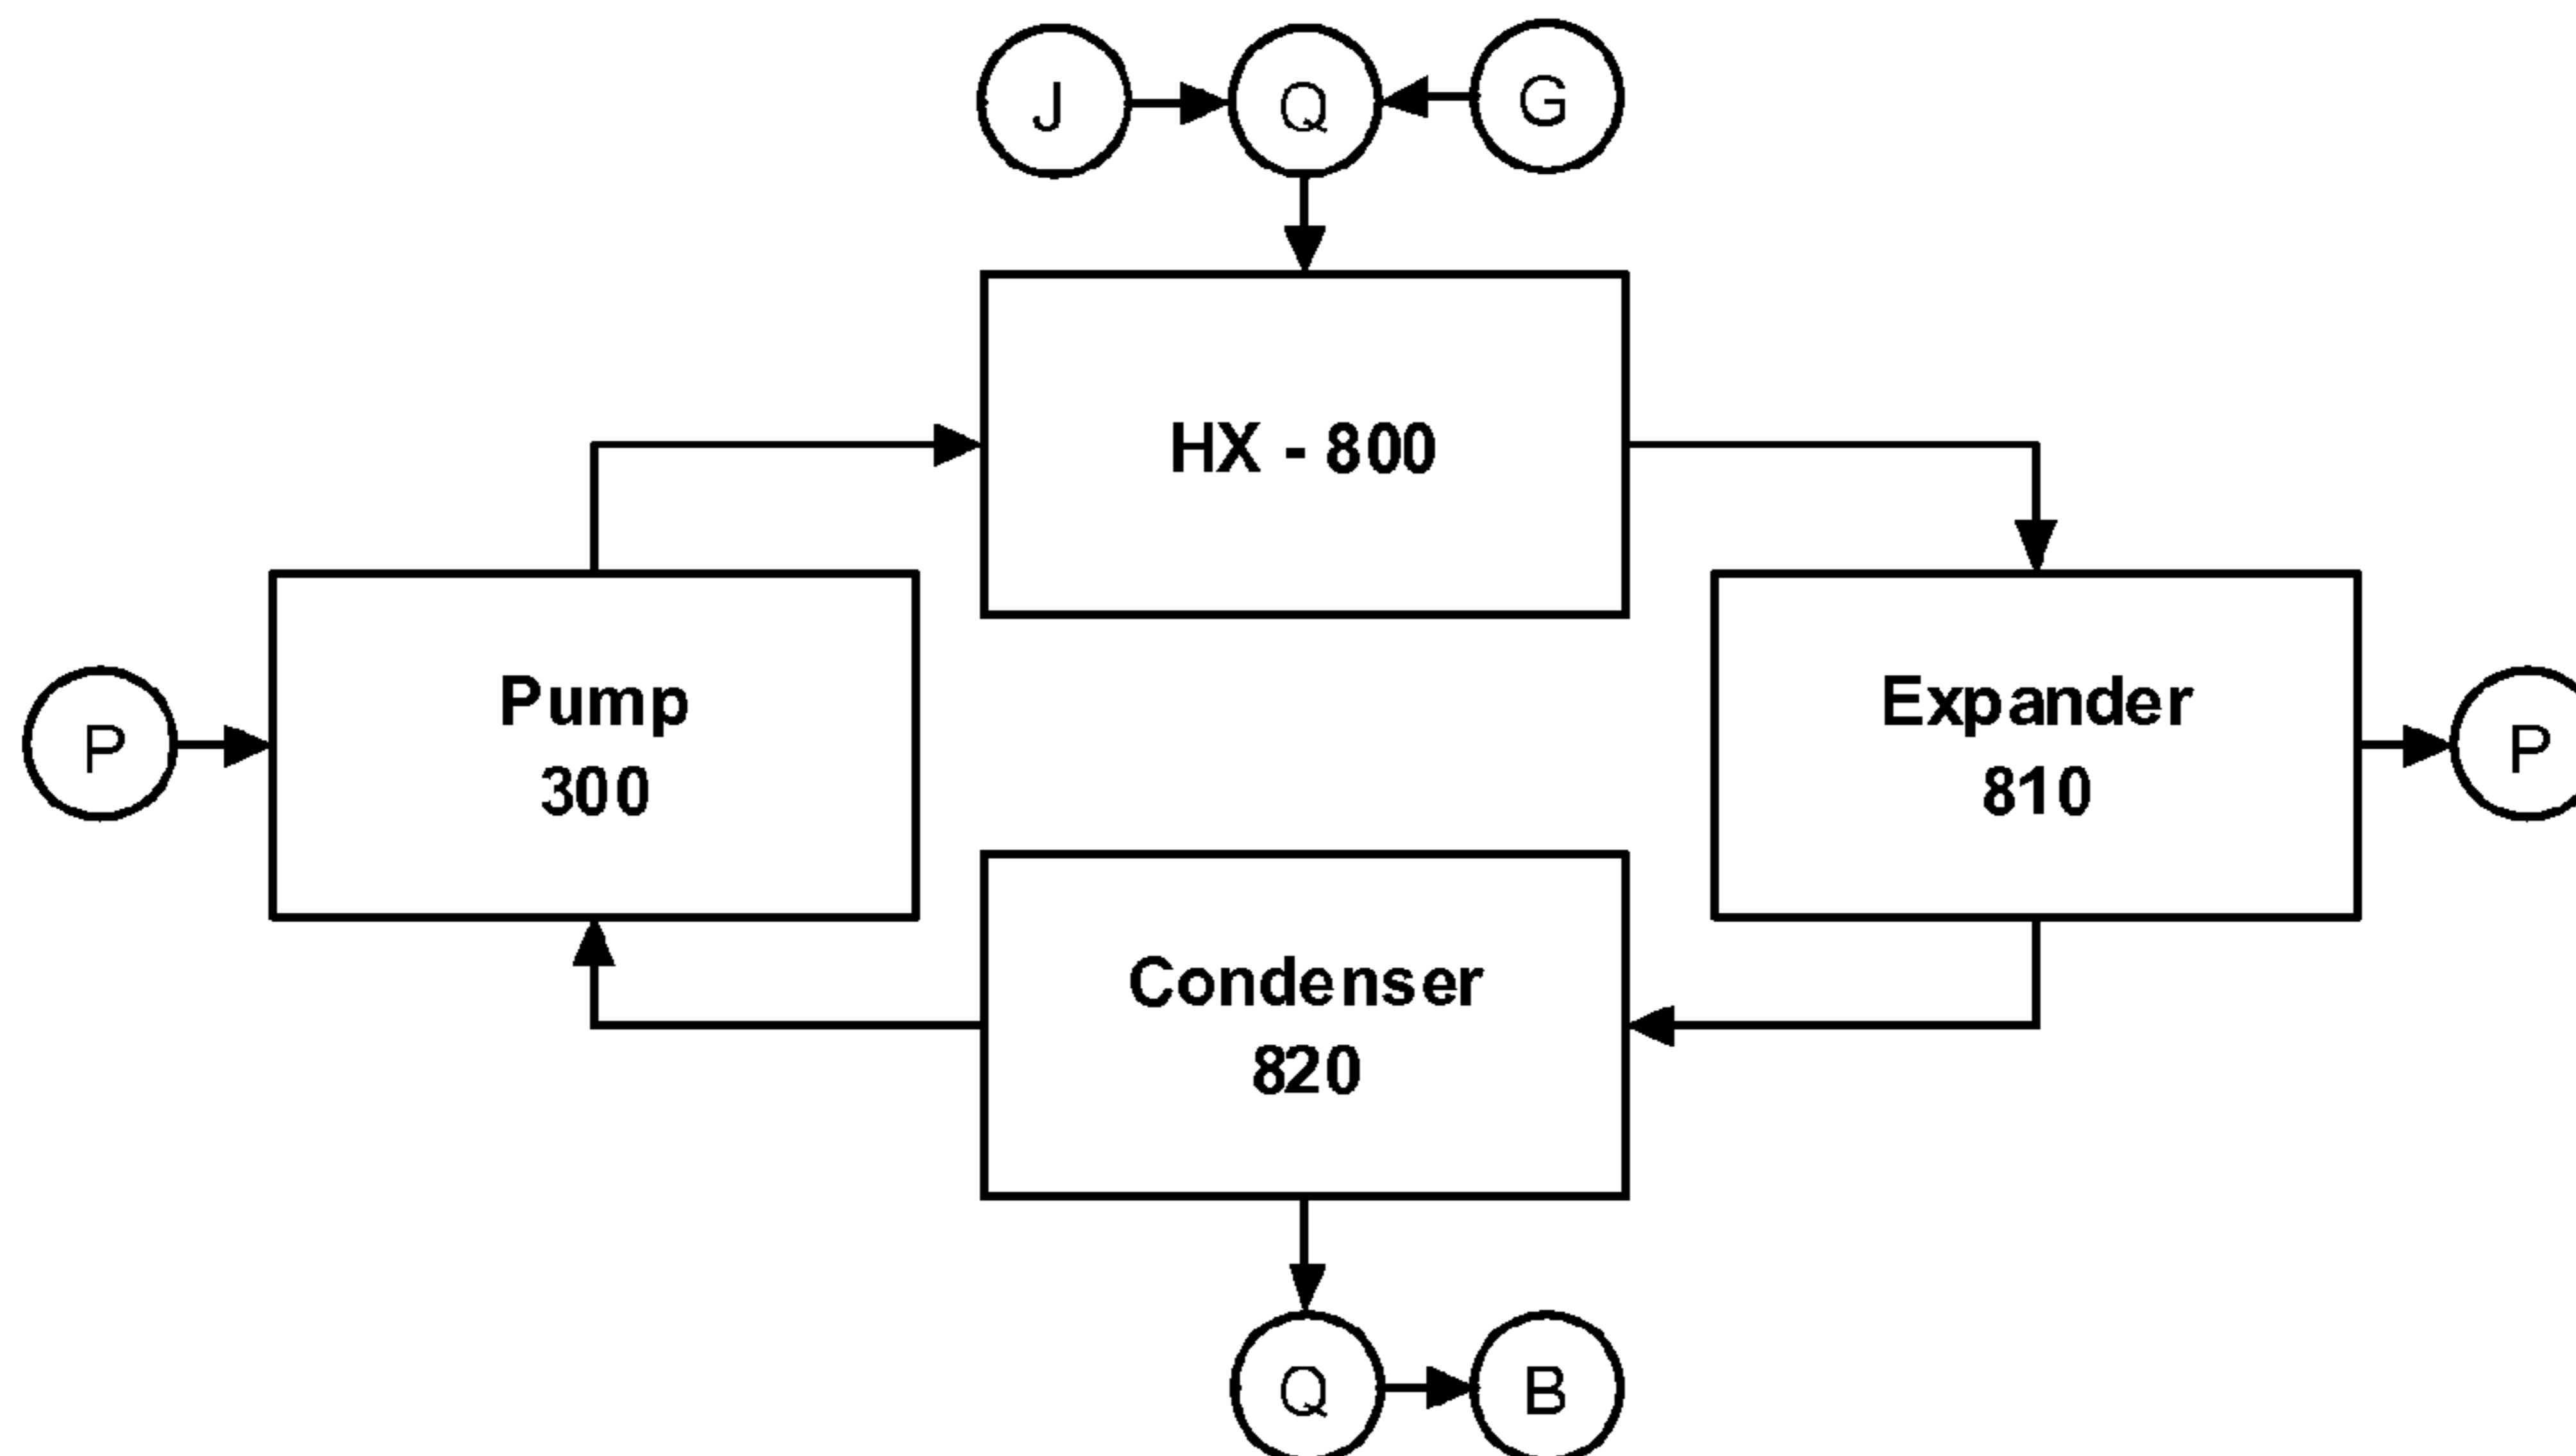 J
Q
G
HX - 800
Pump
300
Expander
810
P
P
Condenser
820
Q
B